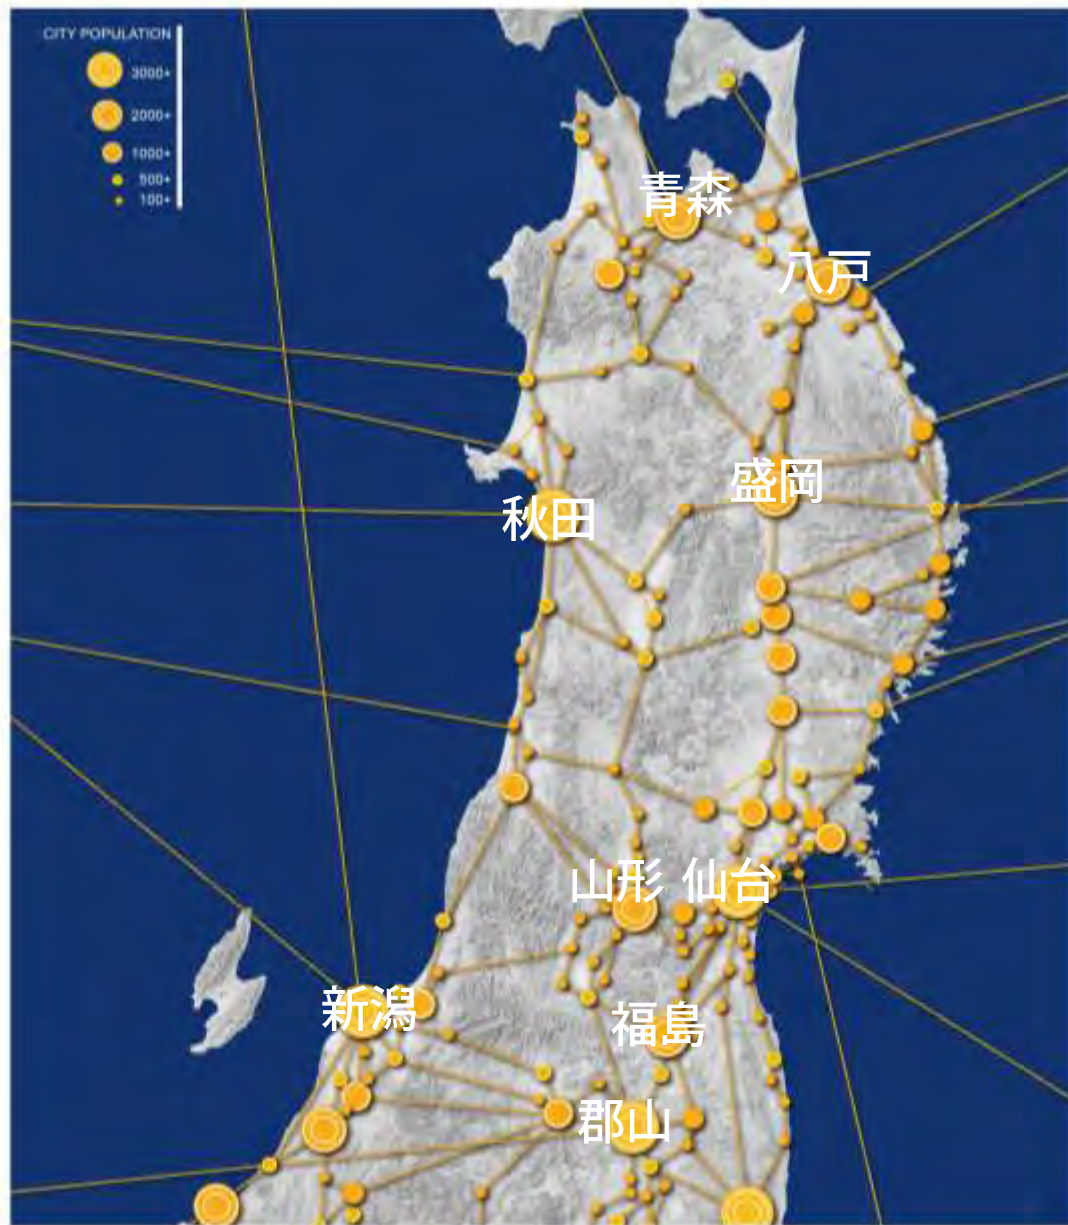 CITY POPULATION
3000+
2000+
1000+
500+
100+
青森
八戸
盛岡
秋田
山形 仙台
新潟
福島
郡山